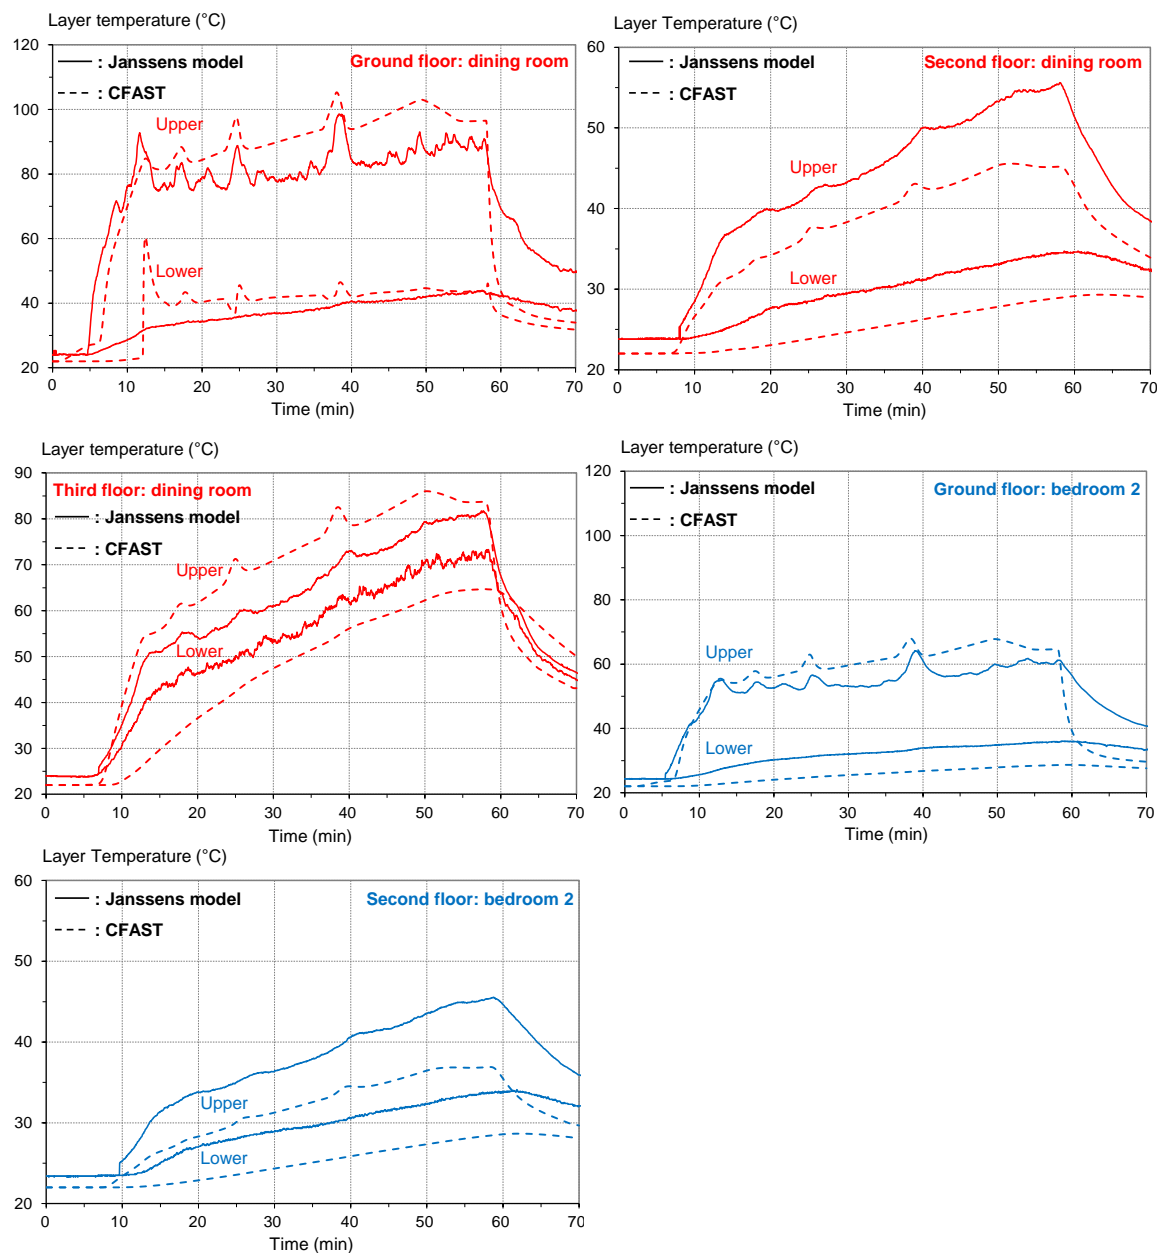 Layer temperature (°C)
120
100
80
60
40
20
0 10 20 30 40 50 60 70
Time (min)
: Janssens model
: CFAST
Ground floor: dining room
Upper
Lower
Layer Temperature (°C)
60
50
40
30
20
0 10 20 30 40 50 60 70
Time (min)
: Janssens model
: CFAST
Second floor: dining room
Upper
Lower
Layer temperature (°C)
90
80
70
60
50
40
30
20
0 10 20 30 40 50 60 70
Time (min)
Third floor: dining room
: Janssens model
: CFAST
Upper
Lower
Layer temperature (°C)
120
100
80
60
40
20
0 10 20 30 40 50 60 70
Time (min)
: Janssens model
: CFAST
Ground floor: bedroom 2
Upper
Lower
Layer Temperature (°C)
60
50
40
30
20
0 10 20 30 40 50 60 70
Time (min)
: Janssens model
: CFAST
Second floor: bedroom 2
Upper
Lower